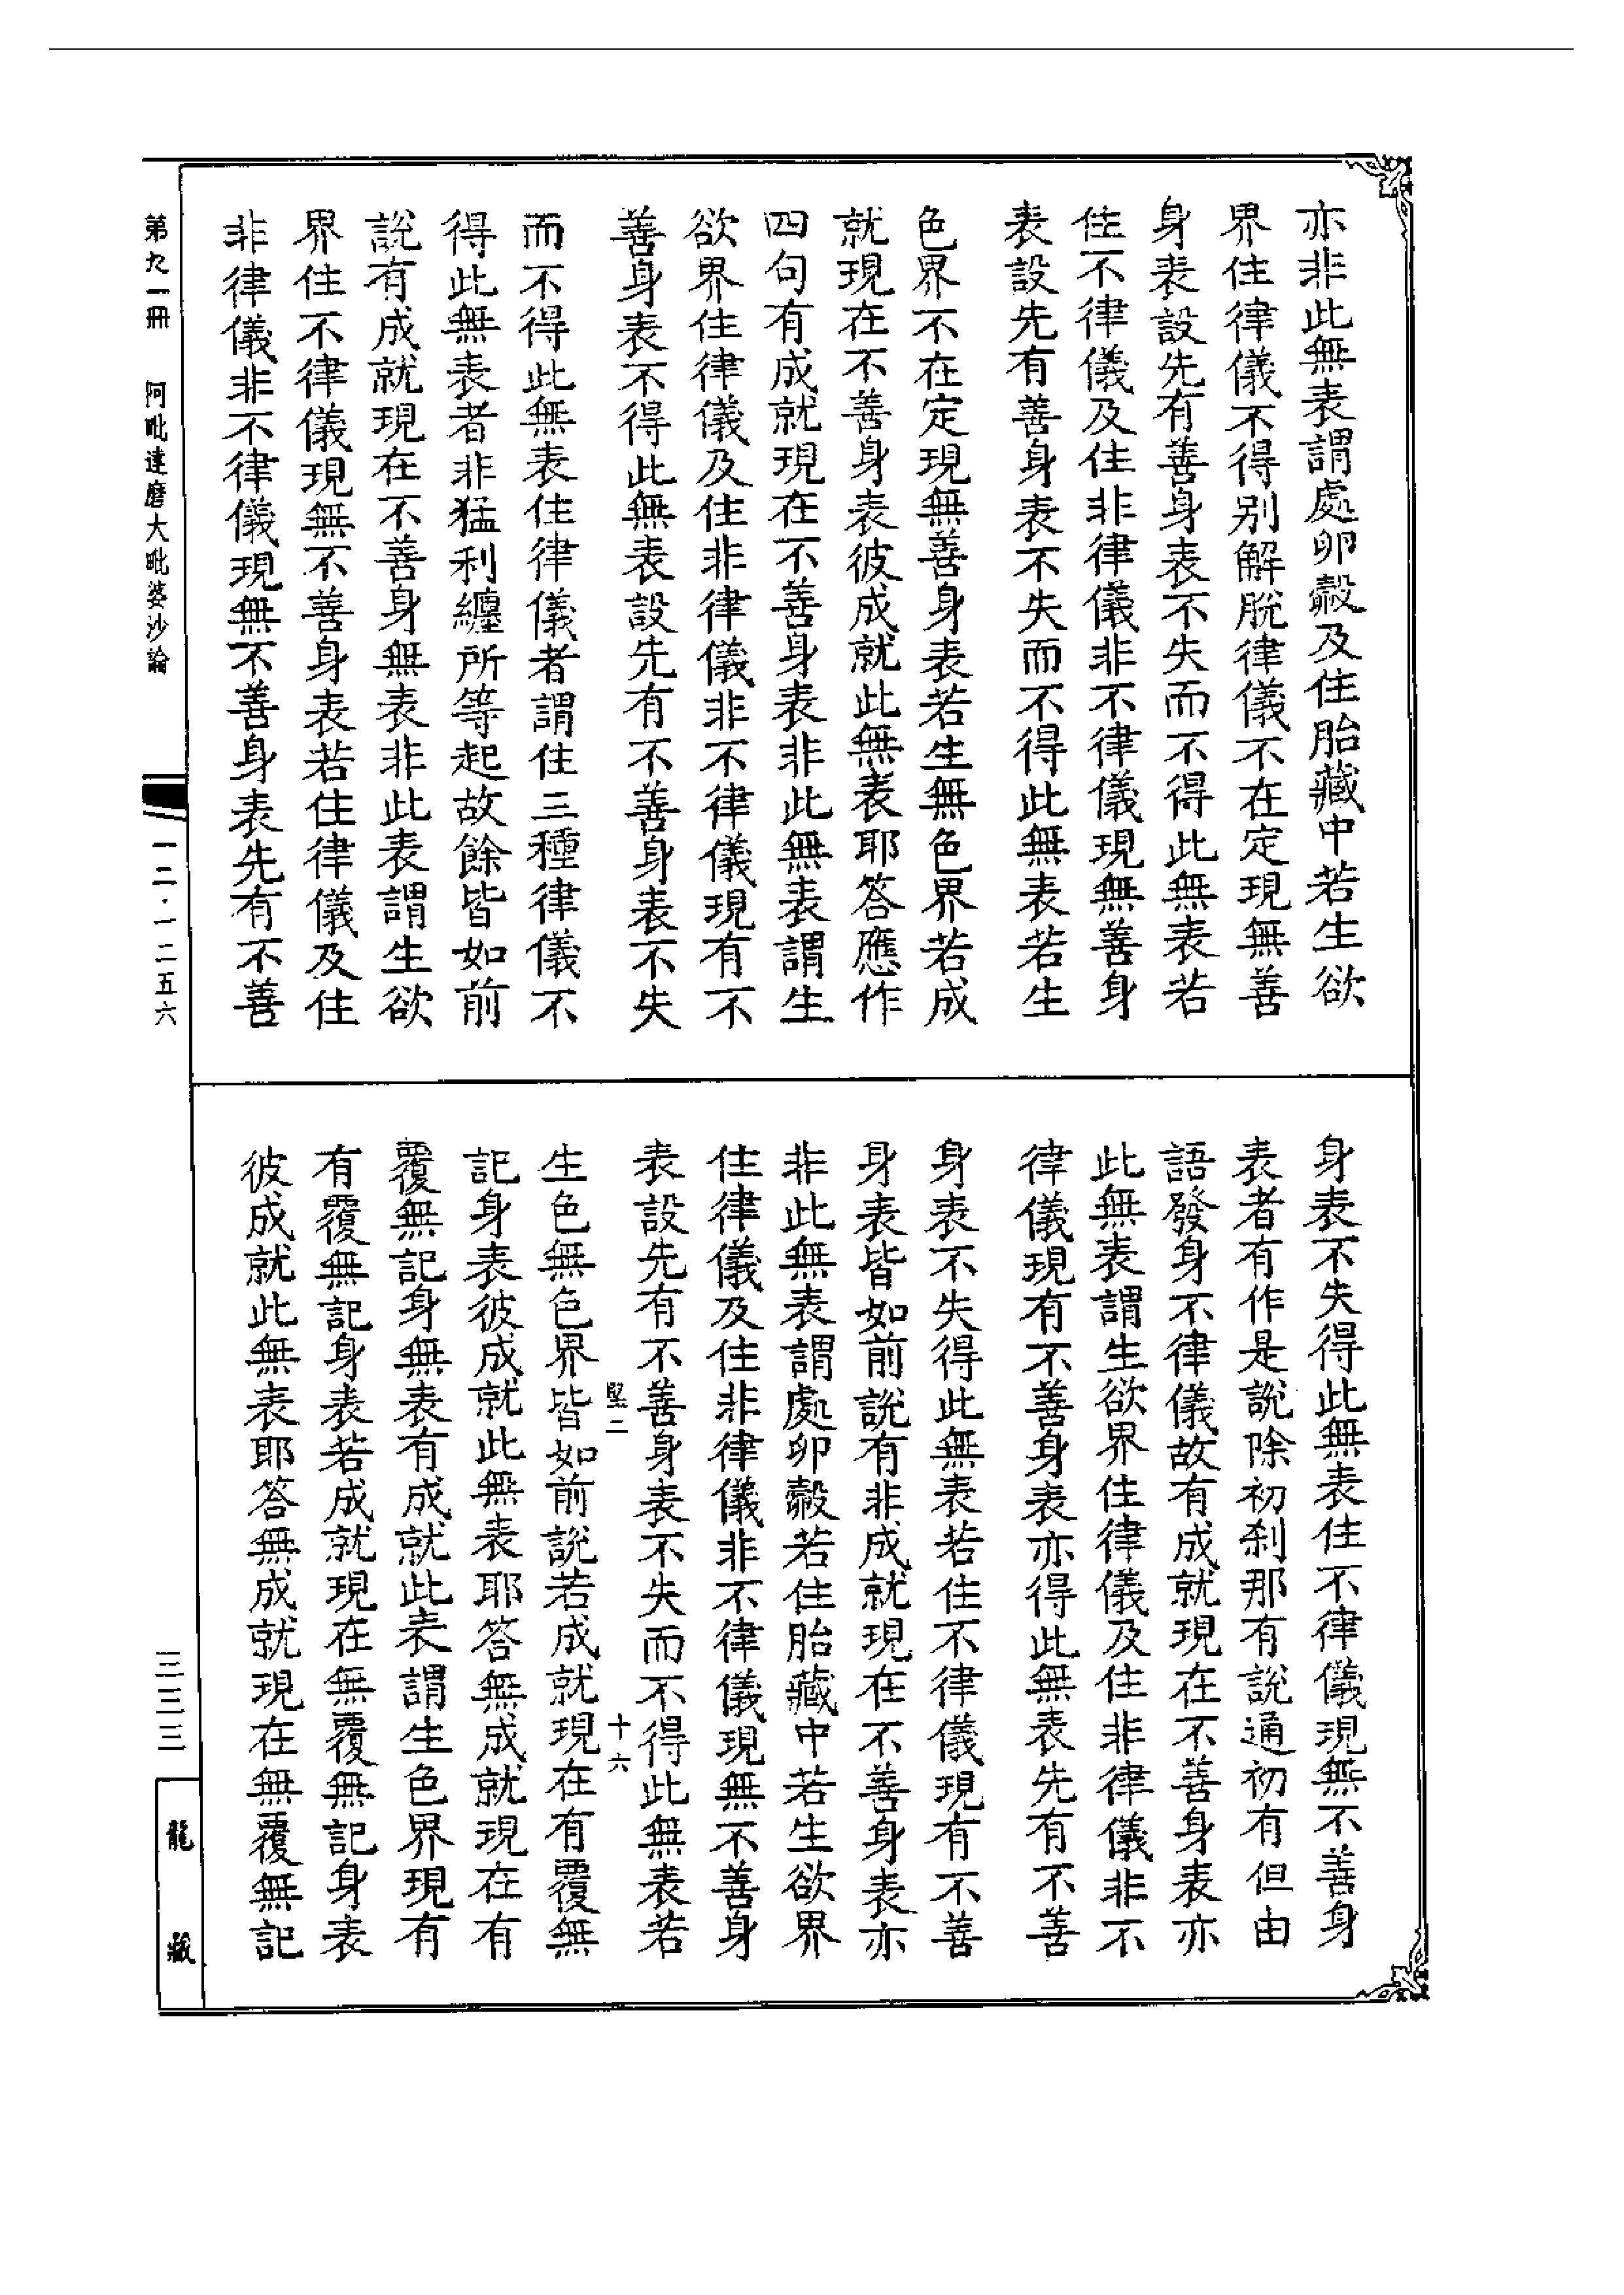 亦非此無表謂處卵㲉及住胎藏中若生欲
界住律儀不得别解脫律儀不在定現無善
身表設先有善身表不失而不得此無表若
住不律儀及住非律儀非不律儀現無善身
表設先有善身表不失而不得此無表若生
色界不在定現無善身表若生無色界若成
就現在不善身表彼成就此無表耶答應作
四句有成就現在不善身表非此無表謂生
欲界住律儀及住非律儀非不律儀現有不
善身表不得此無表設先有不善身表不失
而不得此無表住律儀者謂住三種律儀不
得此無表者非猛利纏所等起故餘皆如前
說有成就現在不善身無表非此表謂生欲
界住不律儀現無不善身表若住律儀及住
非律儀非不律儀現無不善身表先有不善
身表不失得此無表住不律儀現無不善身
表者有作是說除初刹那有說通初有但由
語發身不律儀故有成就現在不善身表亦
此無表謂生欲界住律儀及住非律儀非不
律儀現有不善身表亦得此無表先有不善
身表不失得此無表若住不律儀現有不善
身表皆如前說有非成就現在不善身表亦
非此無表謂處卵㲉若住胎藏中若生欲界
住律儀及住非律儀非不律儀現無不善身
表設先有不善身表不失而不得此無表若
堅二 十六
生色無色界皆如前說若成就現在有覆無
記身表彼成就此無表耶答無成就現在有
覆無記身無表有成就此表謂生色界現有
有覆無記身表若成就現在無覆無記身表
彼成就此無表耶答無成就現在無覆無記
第九一冊 阿毗達磨大毗婆沙論
一二·一二五六
三三三
龍藏